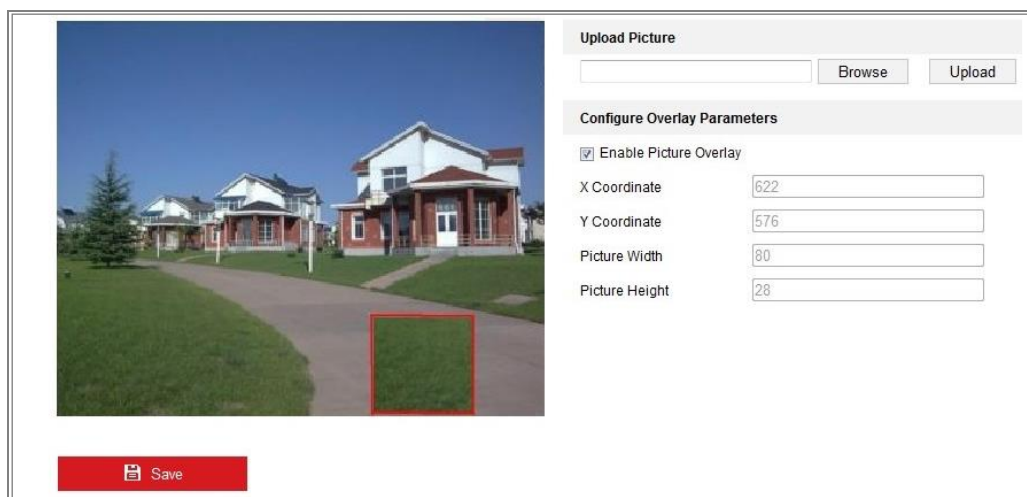 Upload Picture
Browse Upload
Configure Overlay Parameters
Enable Picture Overlay
X Coordinate 622
Y Coordinate 576
Picture Width 80
Picture Height 28
Save